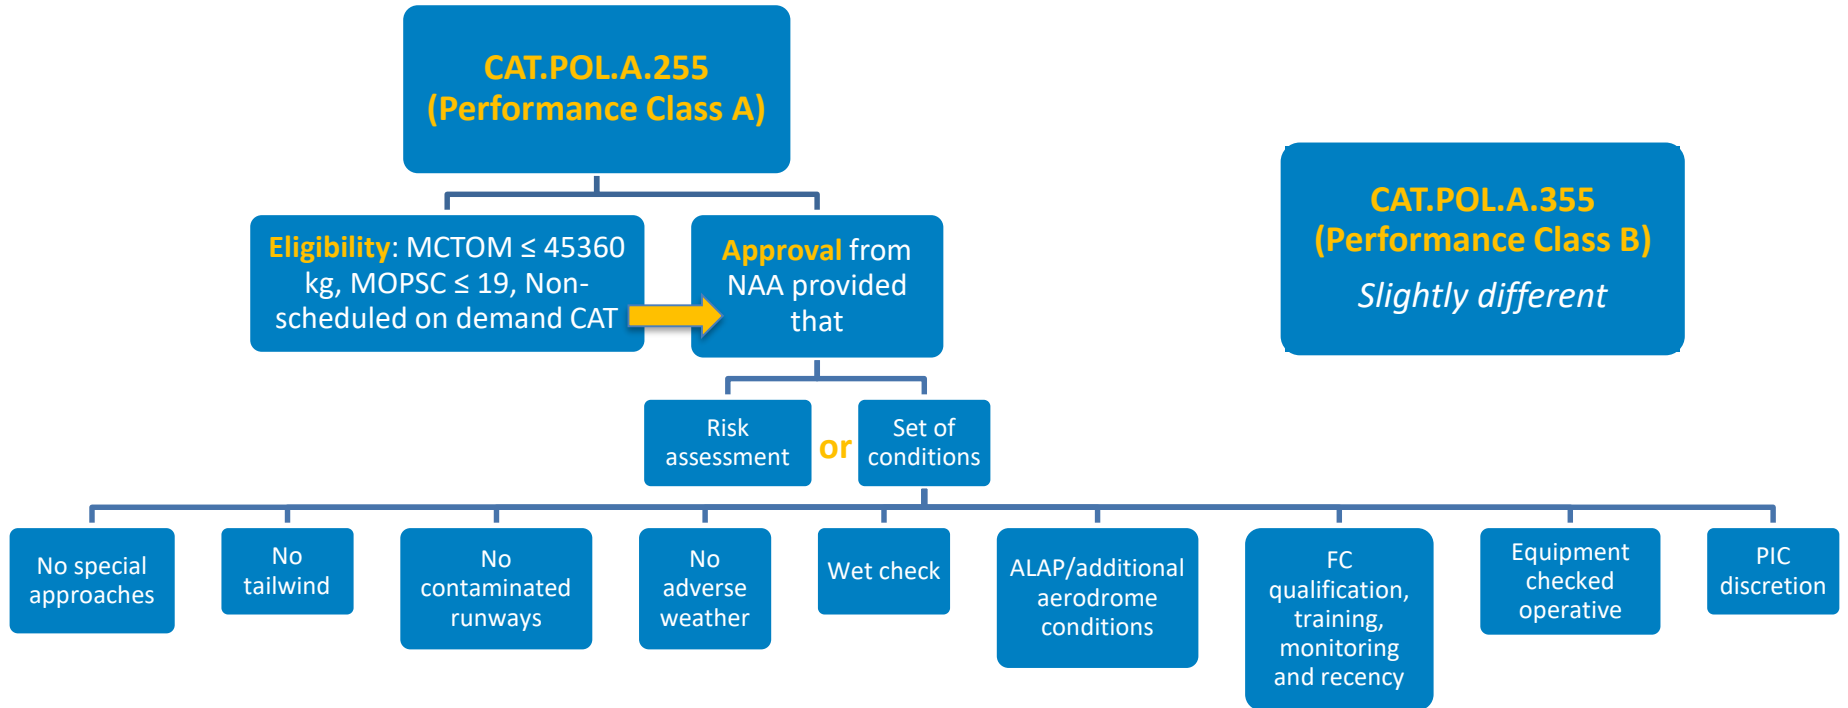 CAT.POL.A.255
(Performance Class A)
CAT.POL.A.355
(Performance Class B)
Slightly different
Eligibility: MCTOM ≤ 45360
kg, MOPSC ≤ 19, Non-
scheduled on demand CAT
Approval from
NAA provided
that
Risk
assessment
or
Set of
conditions
No special
approaches
No
tailwind
No
contaminated
runways
No
adverse
weather
Wet check
ALAP/additional
aerodrome
conditions
FC
qualification,
training,
monitoring
and recency
Equipment
checked
operative
PIC
discretion